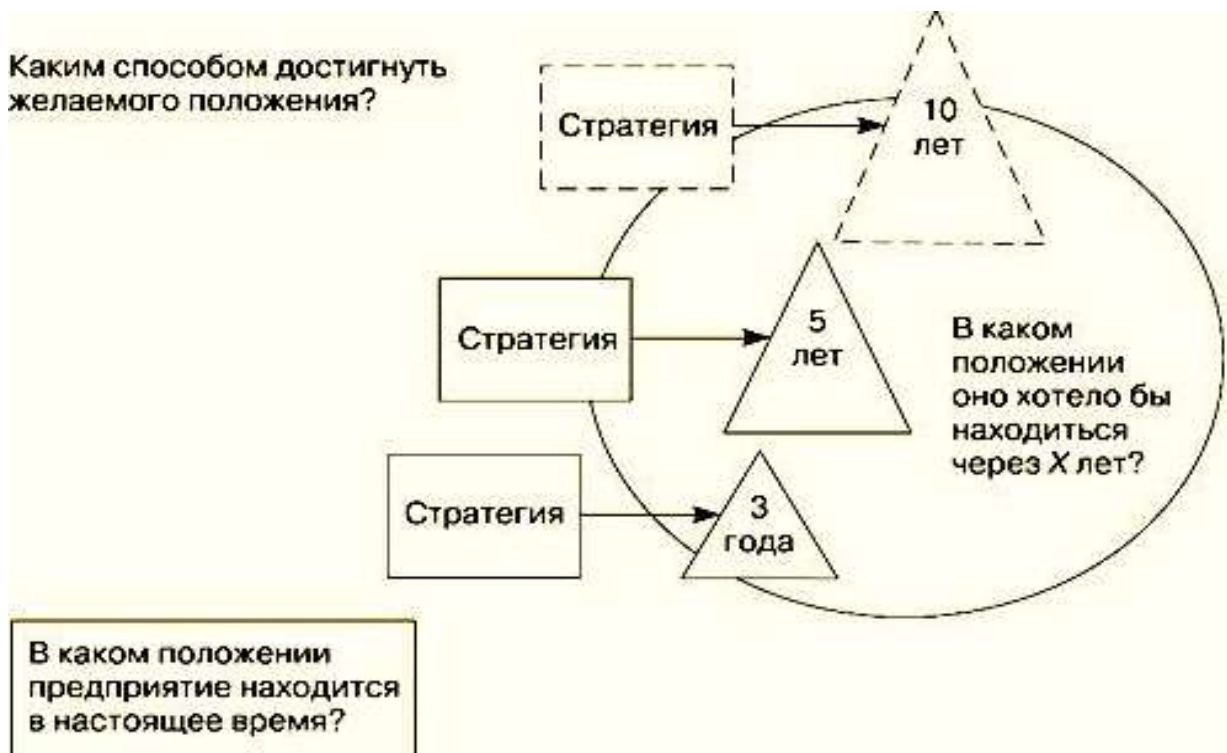 Каким способом достигнуть
желаемого положения?
Стратегия
10
лет
Стратегия
5
лет
В каком
положении
оно хотело бы
находиться
через X лет?
Стратегия
3
года
В каком положении
предприятие находится
в настоящее время?